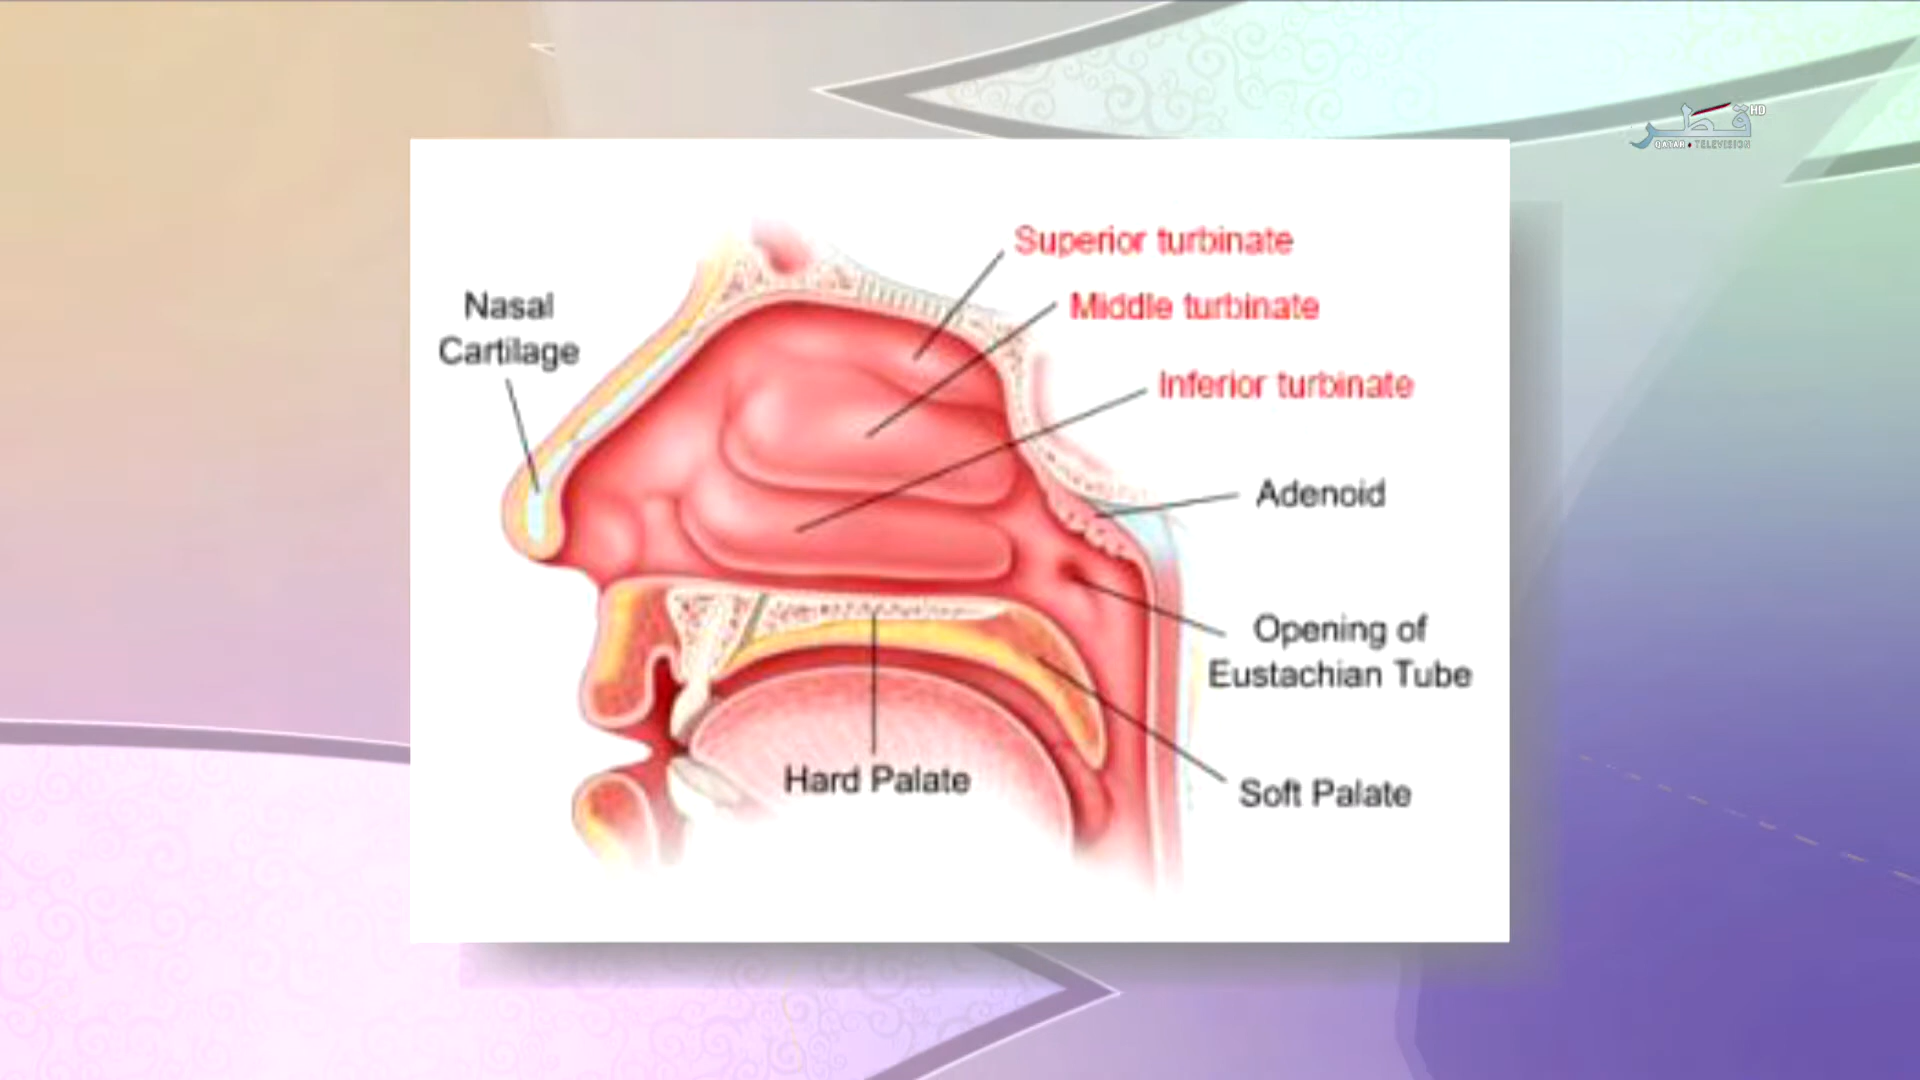 قطر HD
QATAR TELEVISION
Superior turbinate
Middle turbinate
Inferior turbinate
Nasal
Cartilage
Adenoid
Opening of
Eustachian Tube
Hard Palate
Soft Palate